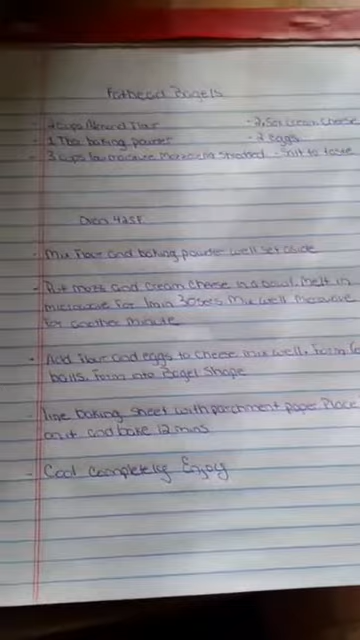 Fathead Bagels
- 2 cups Almond Flour - 2.5oz cream cheese
- 1 Tbs baking powder - 2 eggs
- 3 cups low moisture Mozzarella shredded - Salt to taste
Oven 425F
- Mix Flour and baking powder well set aside
- Put motts and cream cheese in a bowl. melt in
microwave for 1min 30secs Mix well microwave
for another minute
- Add Flour and eggs to cheese mix well. Form
balls. Form into Bagel Shape
- Line baking sheet with parchment paper Place
on it and bake 12 mins
- Cool completely Enjoy